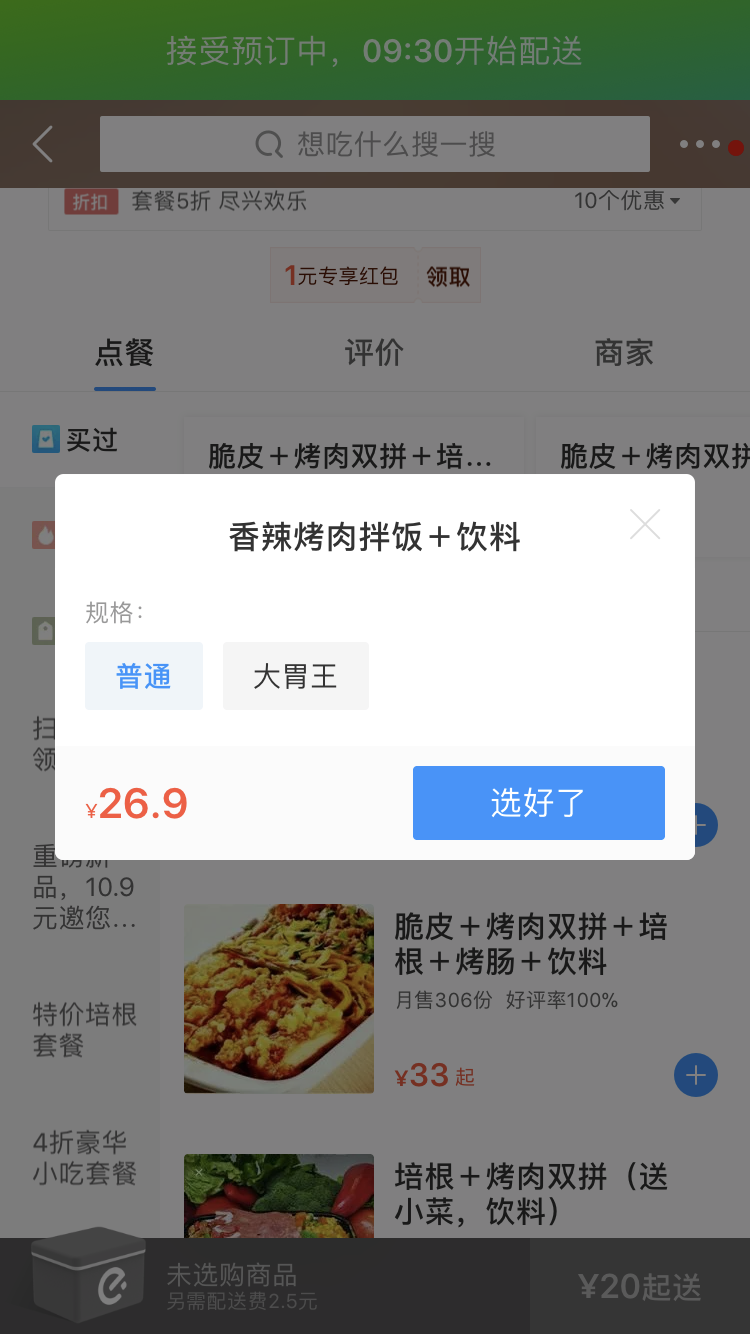 接受预订中，09:30开始配送
想吃什么搜一搜
折扣 套餐5折 尽兴欢乐 10个优惠
1元专享红包 领取
点餐 评价 商家
买过
脆皮＋烤肉双拼＋培...
脆皮＋烤肉双拼
香辣烤肉拌饭＋饮料
规格：
普通 大胃王
¥26.9 选好了
扫
领
重磅新
品，10.9
元邀您...
特价培根
套餐
4折豪华
小吃套餐
脆皮＋烤肉双拼＋培
根＋烤肠＋饮料
月售306份 好评率100%
¥33 起
培根＋烤肉双拼（送
小菜，饮料）
未选购商品
另需配送费2.5元
¥20起送